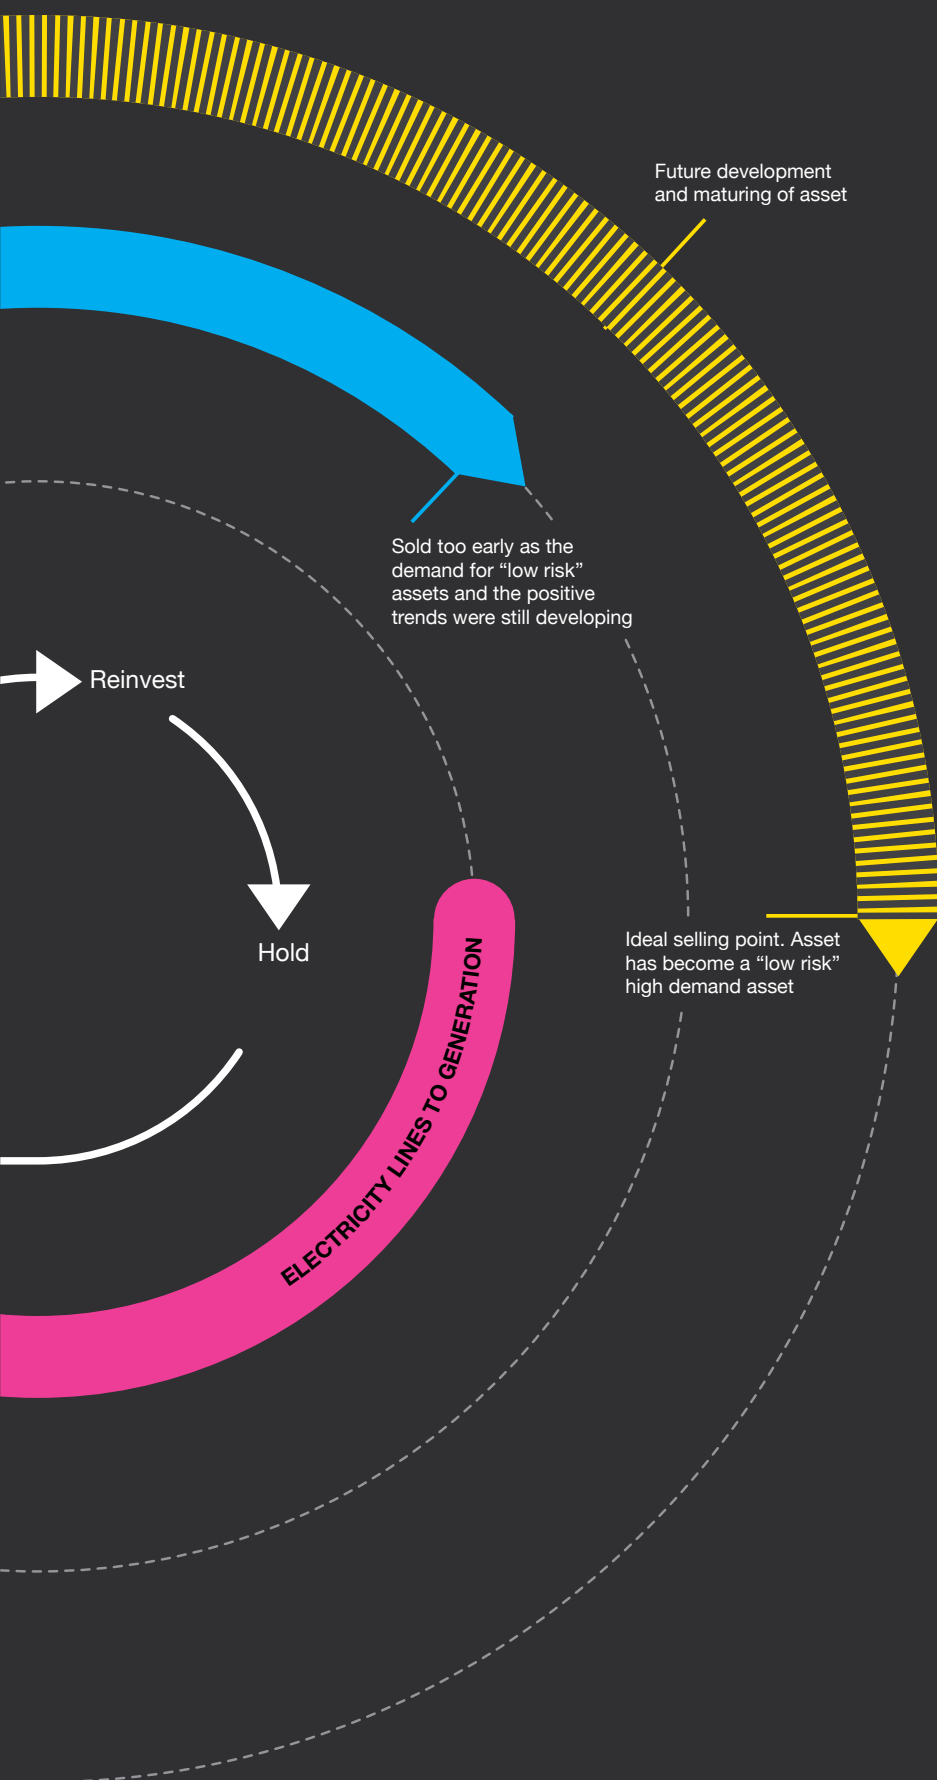 Future development
and maturing of asset
Sold too early as the
demand for “low risk”
assets and the positive
trends were still developing
Reinvest
Hold
Ideal selling point. Asset
has become a “low risk”
high demand asset
ELECTRICITY LINES TO GENERATION